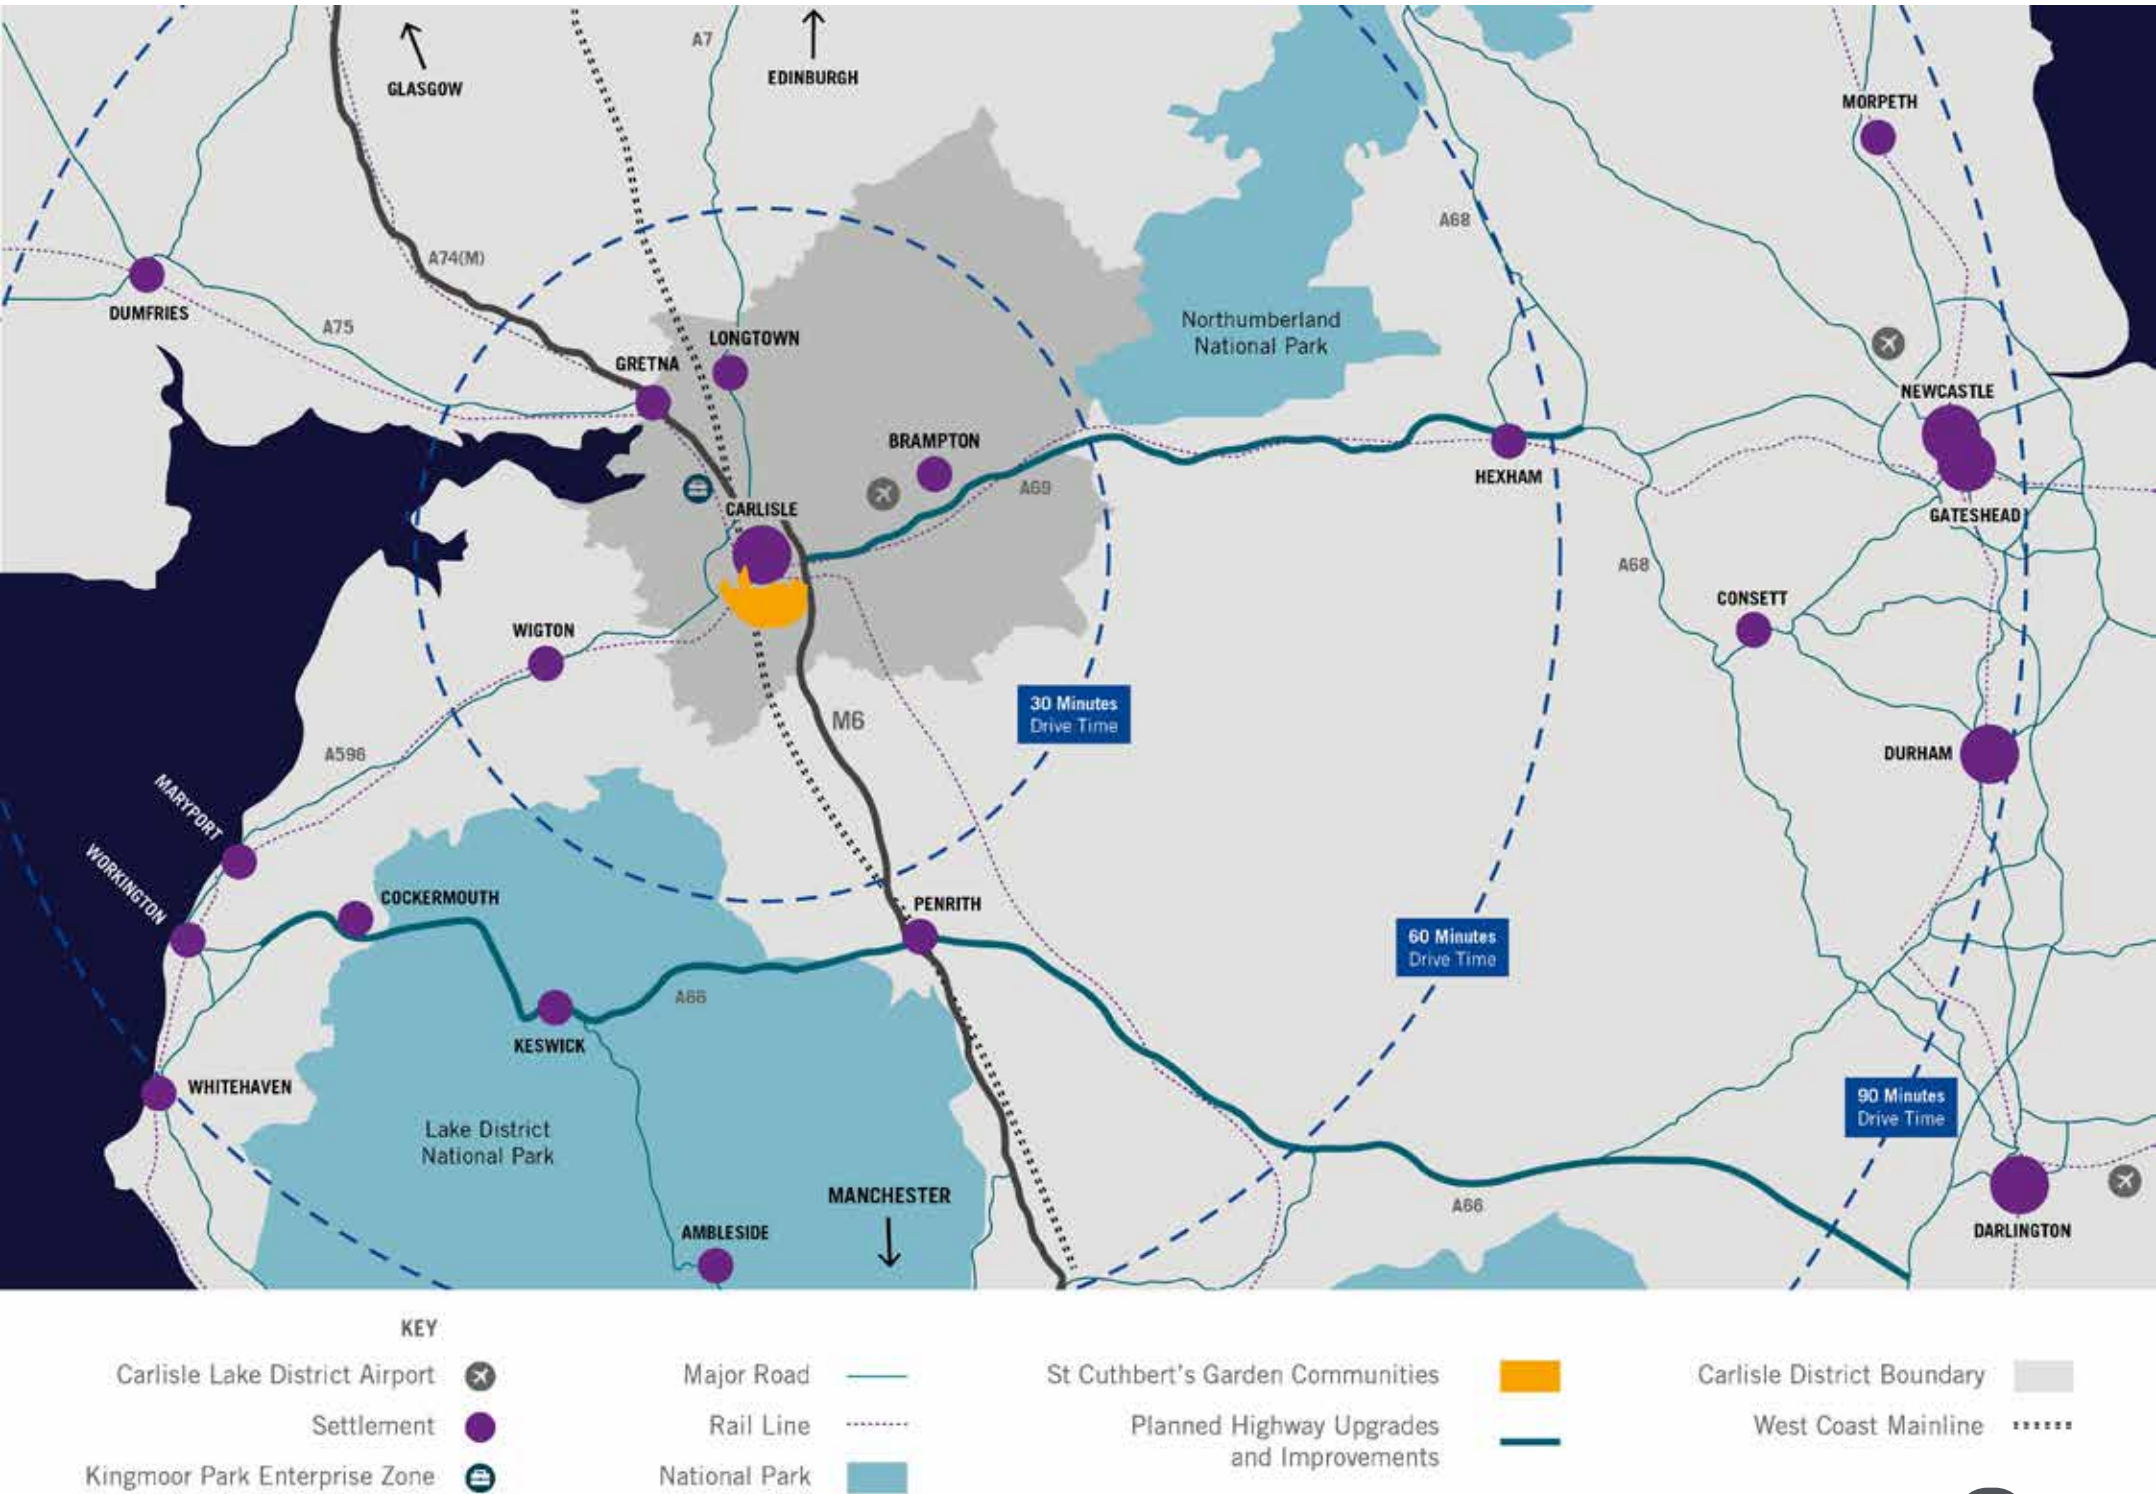 A7
EDINBURGH
GLASGOW
MORPETH
A68
A74(M)
DUMFRIES
A75
Northumberland
National Park
LONGTOWN
GRETNA
NEWCASTLE
BRAMPTON
HEXHAM
A69
CARLISLE
GATESHEAD
A68
CONSETT
WIGTON
30 Minutes
Drive Time
M6
A596
DURHAM
MARYPORT
WORKINGTON
COCKERMOUTH
PENRITH
60 Minutes
Drive Time
A66
KESWICK
WHITEHAVEN
90 Minutes
Drive Time
Lake District
National Park
MANCHESTER
A66
AMBLESIDE
DARLINGTON
KEY
Carlisle Lake District Airport
Major Road
St Cuthbert's Garden Communities
Carlisle District Boundary
Settlement
Rail Line
Planned Highway Upgrades
and Improvements
West Coast Mainline
Kingmoor Park Enterprise Zone
National Park